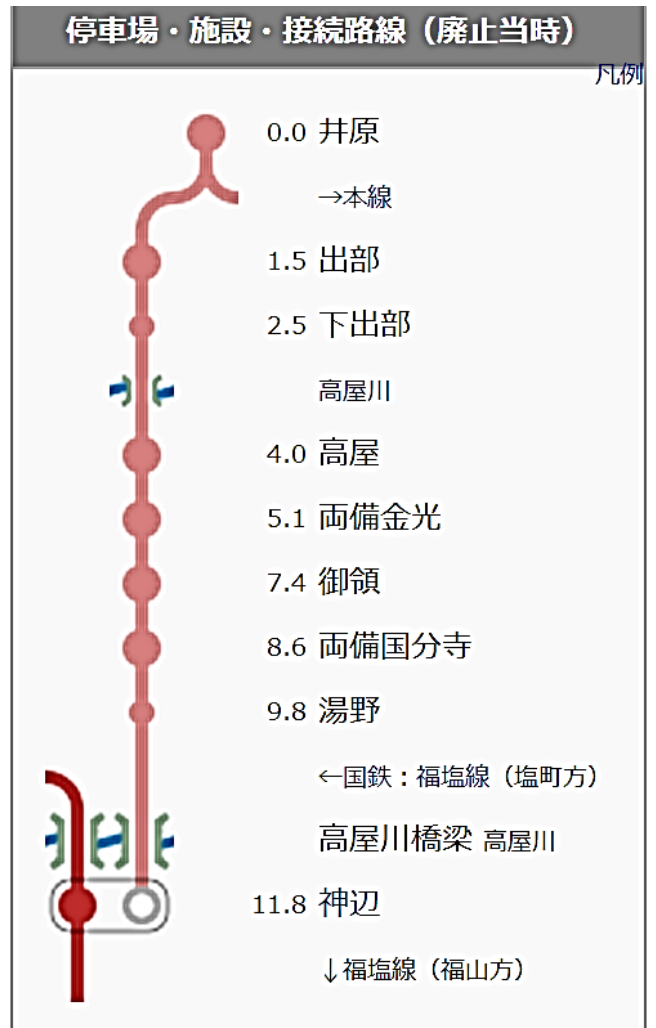 停車場・施設・接続路線（廃止当時）
凡例
0.0 井原
→本線
1.5 出部
2.5 下出部
高屋川
4.0 高屋
5.1 両備金光
7.4 御領
8.6 両備国分寺
9.8 湯野
←国鉄：福塩線（塩町方）
高屋川橋梁 高屋川
11.8 神辺
↓福塩線（福山方）